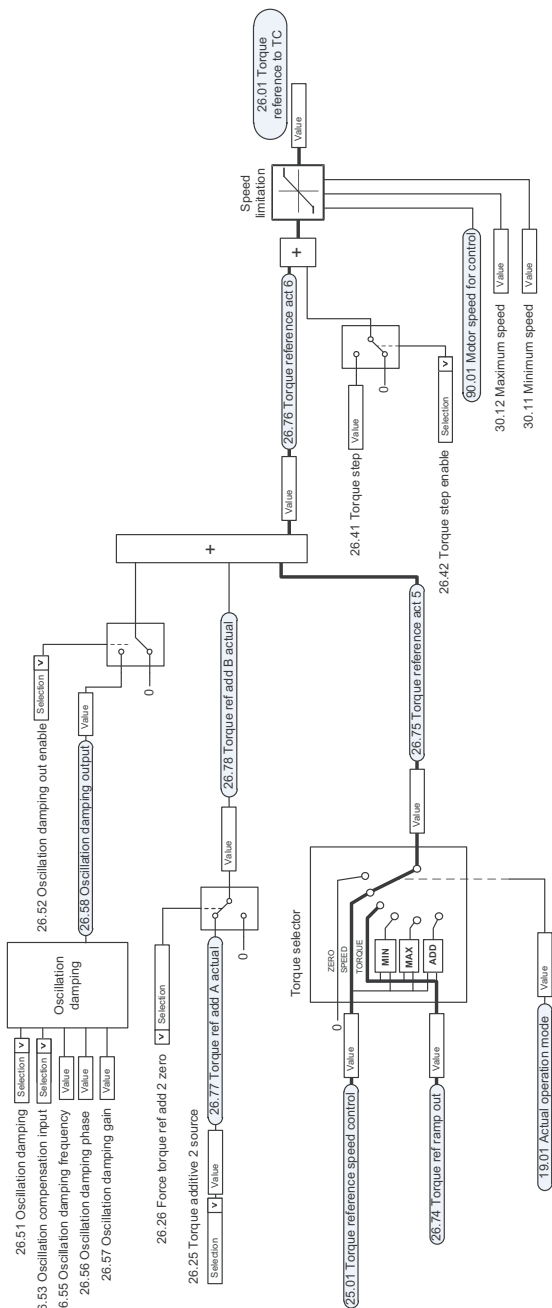 26.51 Oscillation damping
Selection
6.53 Oscillation compensation input
Selection
6.55 Oscillation damping frequency
Value
26.56 Oscillation damping phase
Value
26.57 Oscillation damping gain
Value
Oscillation
damping
26.52 Oscillation damping out enable
Selection
26.58 Oscillation damping output
Value
0
26.26 Force torque ref add 2 zero
Selection
26.25 Torque additive 2 source
Selection
Value
26.77 Torque ref add A actual
0
Value
26.78 Torque ref add B actual
+
Value
26.76 Torque reference act 6
+
Speed
limitation
Value
26.01 Torque
reference to TC
26.41 Torque step
Value
0
26.42 Torque step enable
Selection
90.01 Motor speed for control
30.12 Maximum speed
Value
30.11 Minimum speed
Value
Torque selector
0
ZERO
SPEED
TORQUE
MIN
MAX
ADD
25.01 Torque reference speed control
Value
26.74 Torque ref ramp out
Value
Value
26.75 Torque reference act 5
19.01 Actual operation mode
Value